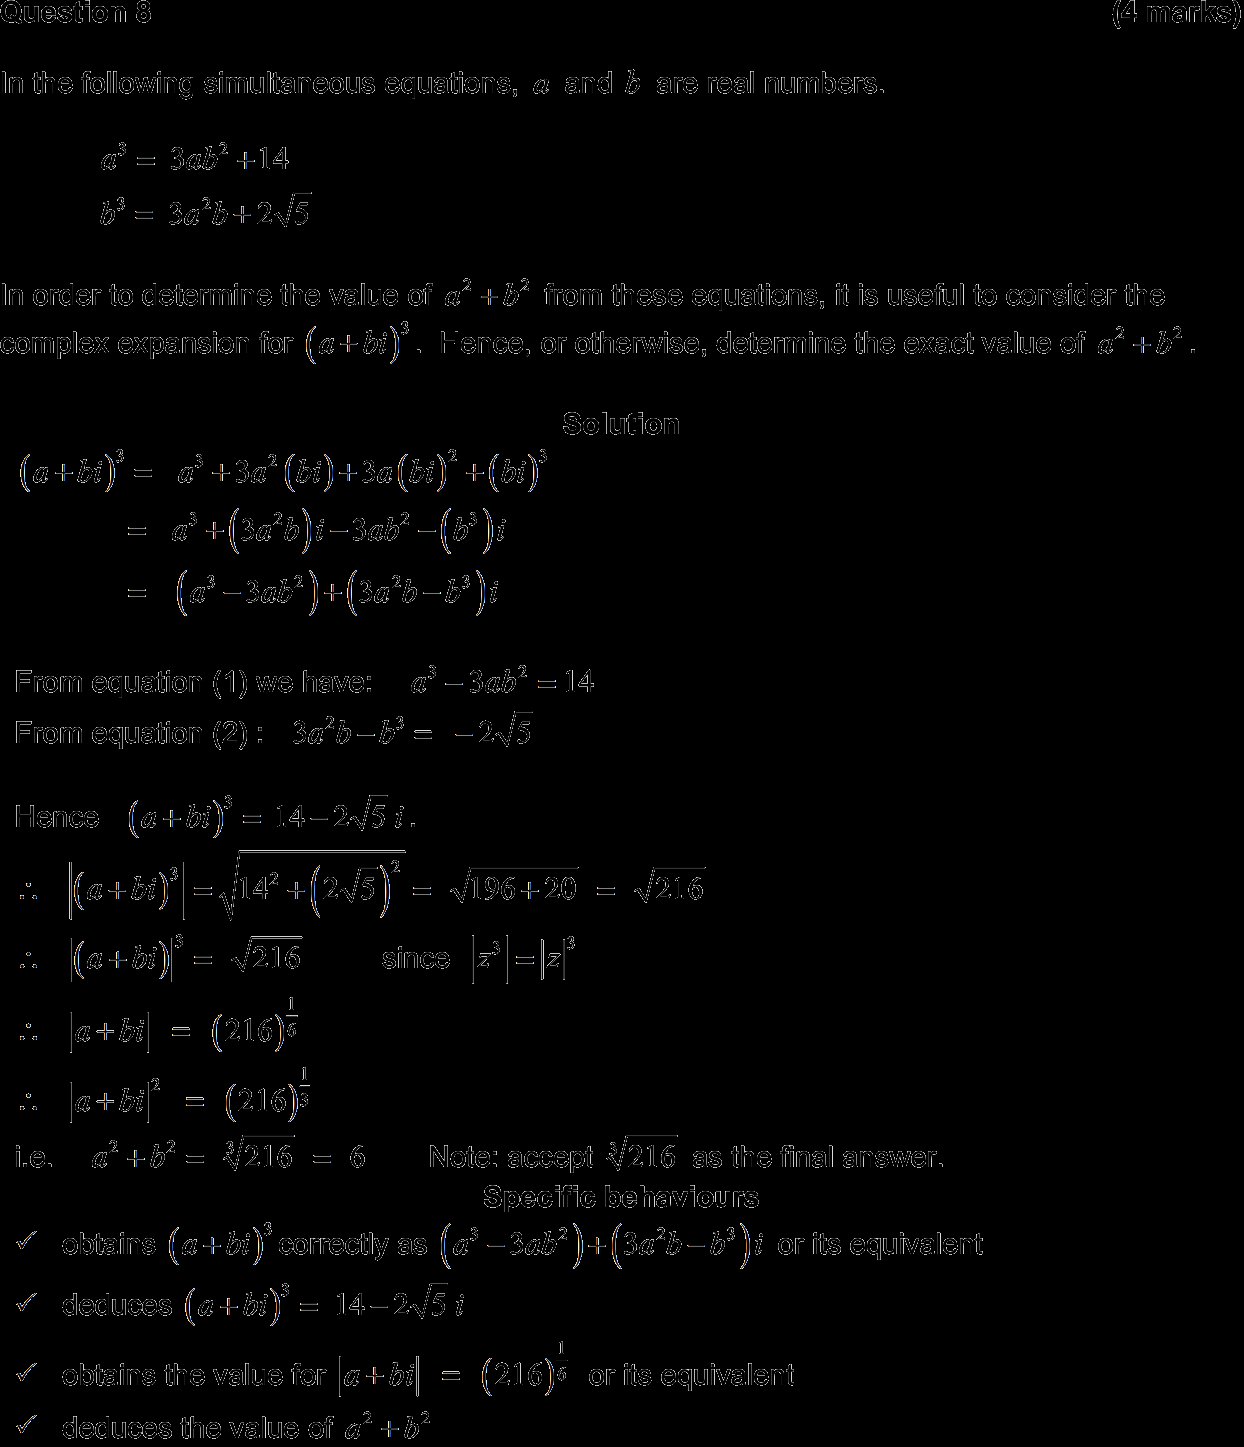 Question 8 (4 marks)
In the following simultaneous equations, a and b are real numbers.
a³ = 3ab² + 14
b³ = 3a²b + 2√5
In order to determine the value of a² + b² from these equations, it is useful to consider the
complex expansion for (a + bi)³. Hence, or otherwise, determine the exact value of a² + b².
Solution
(a + bi)³ = a³ + 3a²(bi) + 3a(bi)² + (bi)³
= a³ + (3a²b)i − 3ab² − (b³)i
= (a³ − 3ab²) + (3a²b − b³)i
From equation (1) we have: a³ − 3ab² = 14
From equation (2) : 3a²b − b³ = −2√5
Hence (a + bi)³ = 14 − 2√5 i.
∴ |(a + bi)³| = √(14² + (2√5)²) = √(196 + 20) = √216
∴ |(a + bi)|³ = √216 since |z³| = |z|³
∴ |a + bi| = (216)^(1/6)
∴ |a + bi|² = (216)^(1/3)
i.e. a² + b² = ∛216 = 6 Note: accept ∛216 as the final answer.
Specific behaviours
✓ obtains (a + bi)³ correctly as (a³ − 3ab²) + (3a²b − b³)i or its equivalent
✓ deduces (a + bi)³ = 14 − 2√5 i
✓ obtains the value for |a + bi| = (216)^(1/6) or its equivalent
✓ deduces the value of a² + b²